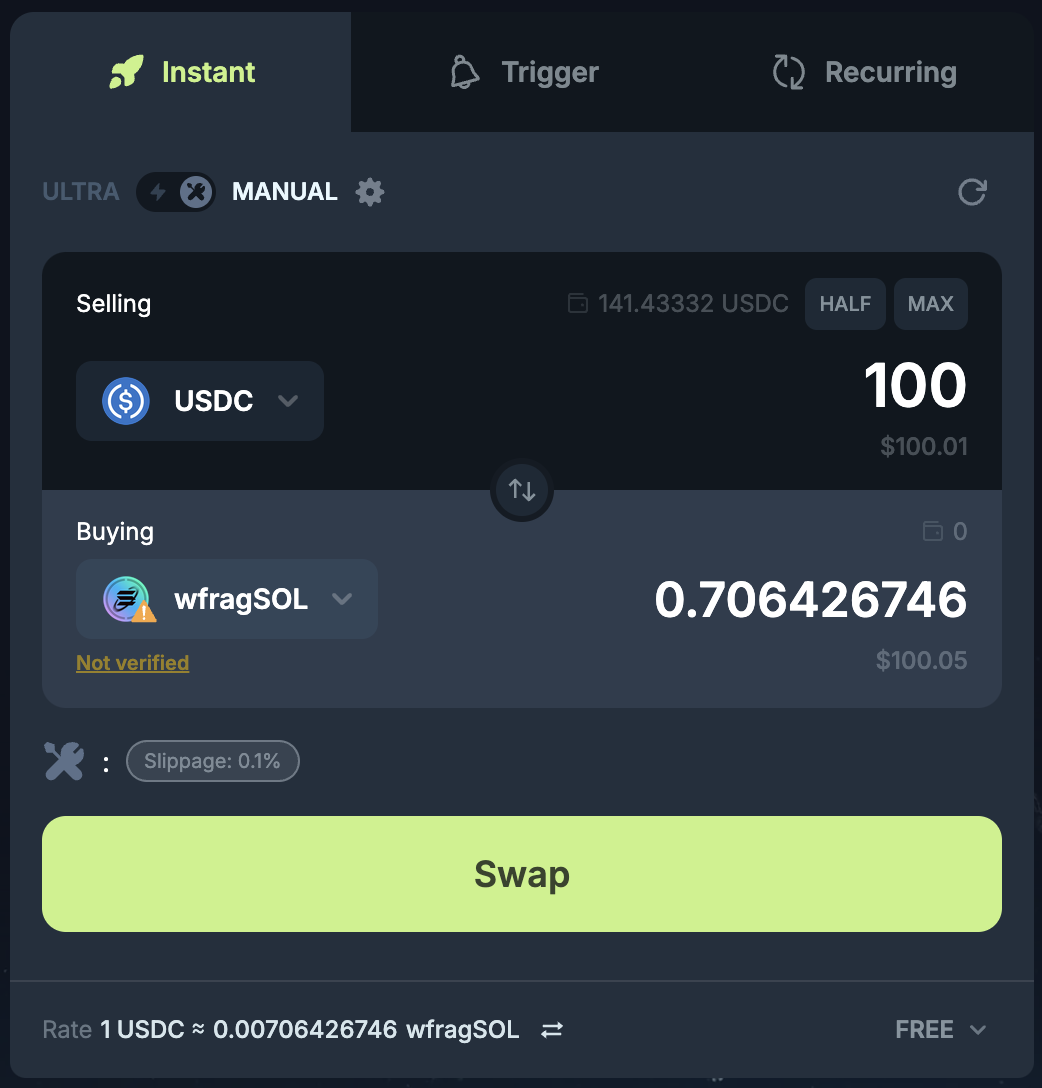 Instant Trigger Recurring
ULTRA MANUAL
Selling 141.43332 USDC HALF MAX
USDC 100
$100.01
Buying 0
wfragSOL 0.706426746
Not verified $100.05
: Slippage: 0.1%
Swap
Rate 1 USDC ≈ 0.00706426746 wfragSOL FREE